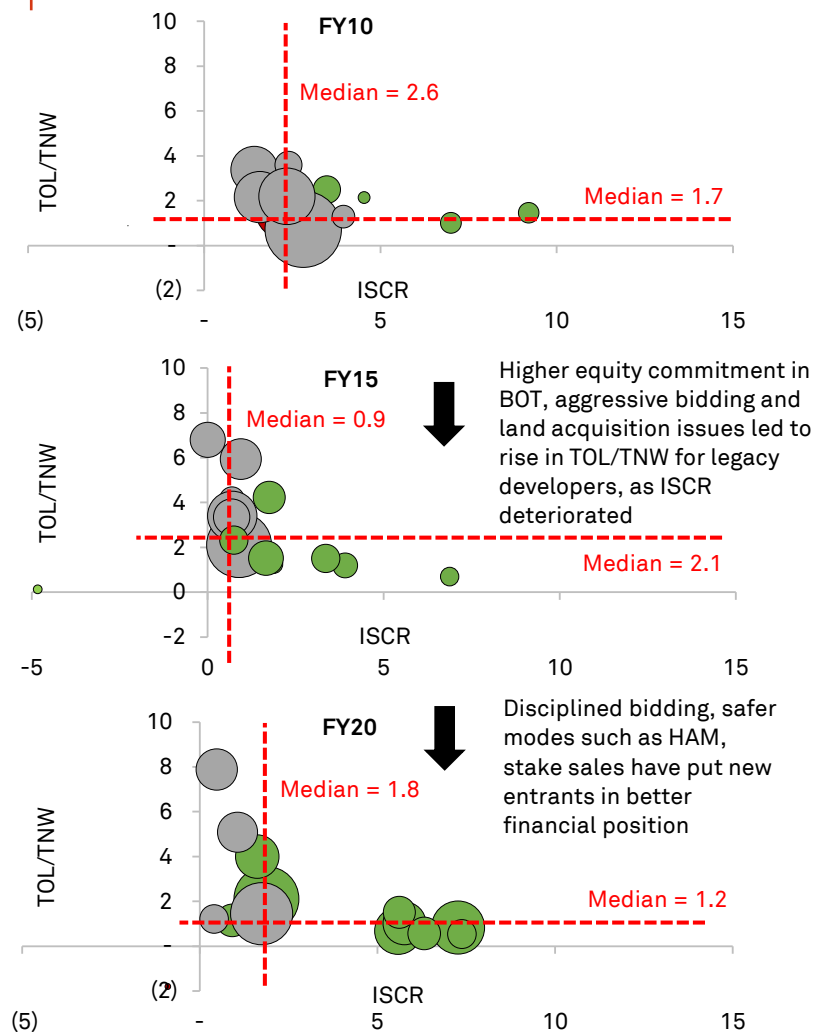 10
FY10
8
Median = 2.6
6
TOL/TNW
4
Median = 1.7
2
-
(2)
ISCR
(5)
-
5
10
15
10
FY15
Higher equity commitment in
BOT, aggressive bidding and
land acquisition issues led to
rise in TOL/TNW for legacy
developers, as ISCR
deteriorated
8
Median = 0.9
6
TOL/TNW
4
2
Median = 2.1
0
-2
ISCR
-5
0
5
10
15
10
FY20
Disciplined bidding, safer
modes such as HAM,
stake sales have put new
entrants in better
financial position
8
Median = 1.8
6
TOL/TNW
4
2
Median = 1.2
-
(2)
ISCR
(5)
-
5
10
15